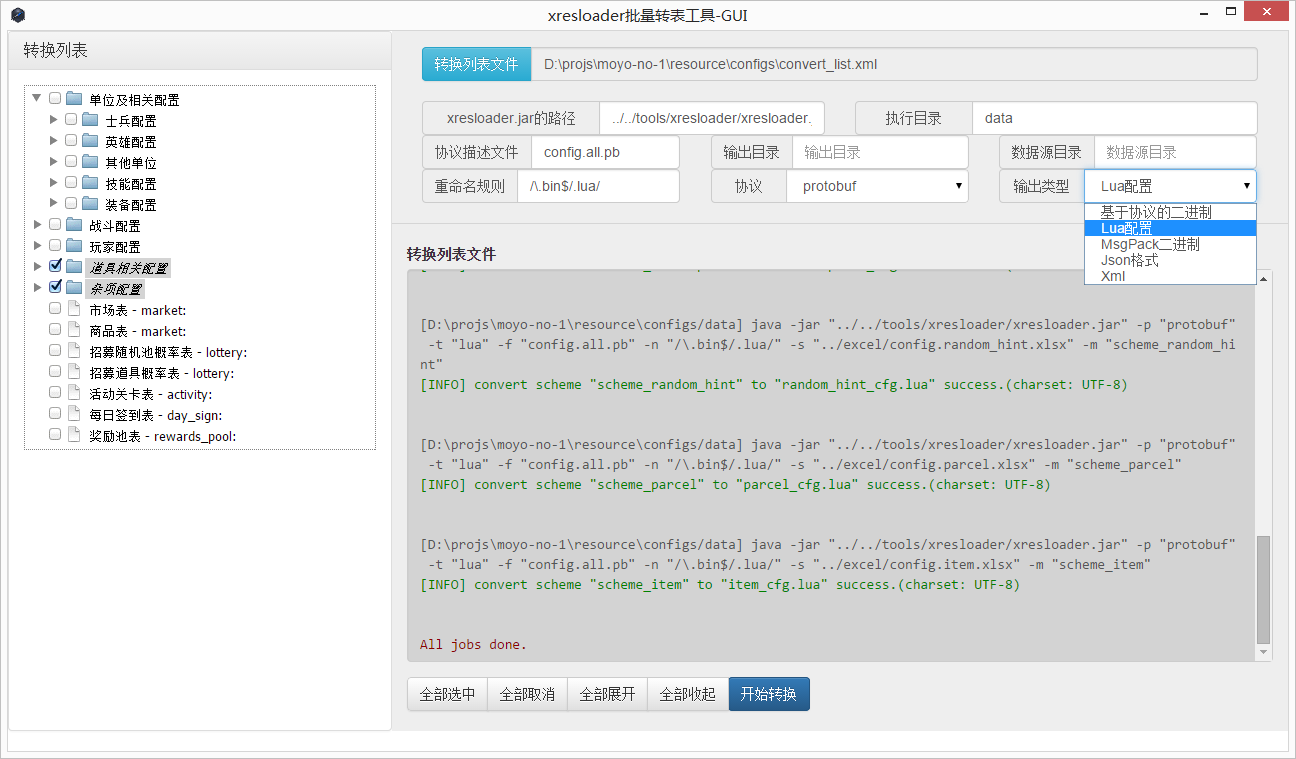 xresloader批量转表工具-GUI
转换列表
单位及相关配置
士兵配置
英雄配置
其他单位
技能配置
装备配置
战斗配置
玩家配置
道具相关配置
杂项配置
市场表 - market:
商品表 - market:
招募随机池概率表 - lottery:
招募道具概率表 - lottery:
活动关卡表 - activity:
每日签到表 - day_sign:
奖励池表 - rewards_pool:
转换列表文件 D:\projs\moyo-no-1\resource\configs\convert_list.xml
xresloader.jar的路径 ../../tools/xresloader/xresloader. 执行目录 data
协议描述文件 config.all.pb 输出目录 输出目录 数据源目录 数据源目录
重命名规则 /\.bin$/.lua/ 协议 protobuf 输出类型 Lua配置
基于协议的二进制
Lua配置
MsgPack二进制
Json格式
Xml
转换列表文件
[D:\projs\moyo-no-1\resource\configs/data] java -jar "../../tools/xresloader/xresloader.jar" -p "protobuf"
-t "lua" -f "config.all.pb" -n "/\.bin$/.lua/" -s "../excel/config.random_hint.xlsx" -m "scheme_random_hi
nt"
[INFO] convert scheme "scheme_random_hint" to "random_hint_cfg.lua" success.(charset: UTF-8)
[D:\projs\moyo-no-1\resource\configs/data] java -jar "../../tools/xresloader/xresloader.jar" -p "protobuf"
-t "lua" -f "config.all.pb" -n "/\.bin$/.lua/" -s "../excel/config.parcel.xlsx" -m "scheme_parcel"
[INFO] convert scheme "scheme_parcel" to "parcel_cfg.lua" success.(charset: UTF-8)
[D:\projs\moyo-no-1\resource\configs/data] java -jar "../../tools/xresloader/xresloader.jar" -p "protobuf"
-t "lua" -f "config.all.pb" -n "/\.bin$/.lua/" -s "../excel/config.item.xlsx" -m "scheme_item"
[INFO] convert scheme "scheme_item" to "item_cfg.lua" success.(charset: UTF-8)
All jobs done.
全部选中 全部取消 全部展开 全部收起 开始转换